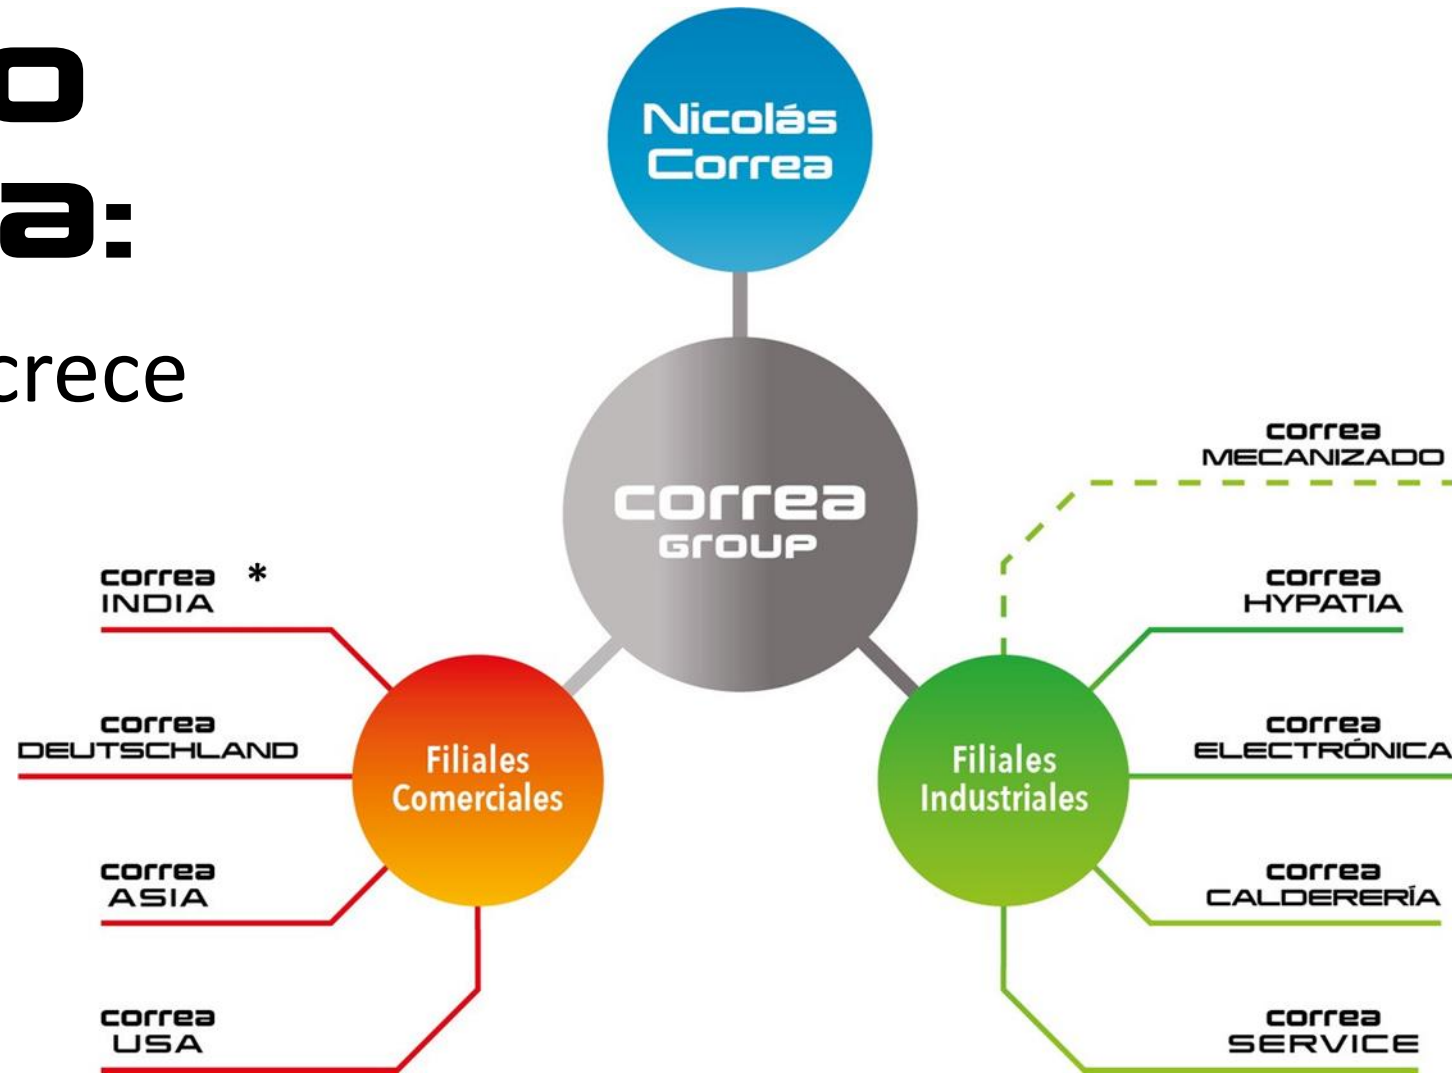 o
a:
crece
Nicolás
Correa
correa
GROUP
correa *
INDIA
correa
DEUTSCHLAND
correa
ASIA
correa
USA
Filiales
Comerciales
Filiales
Industriales
correa
MECANIZADO
correa
HYPATIA
correa
ELECTRÓNICA
correa
CALDERERÍA
correa
SERVICE